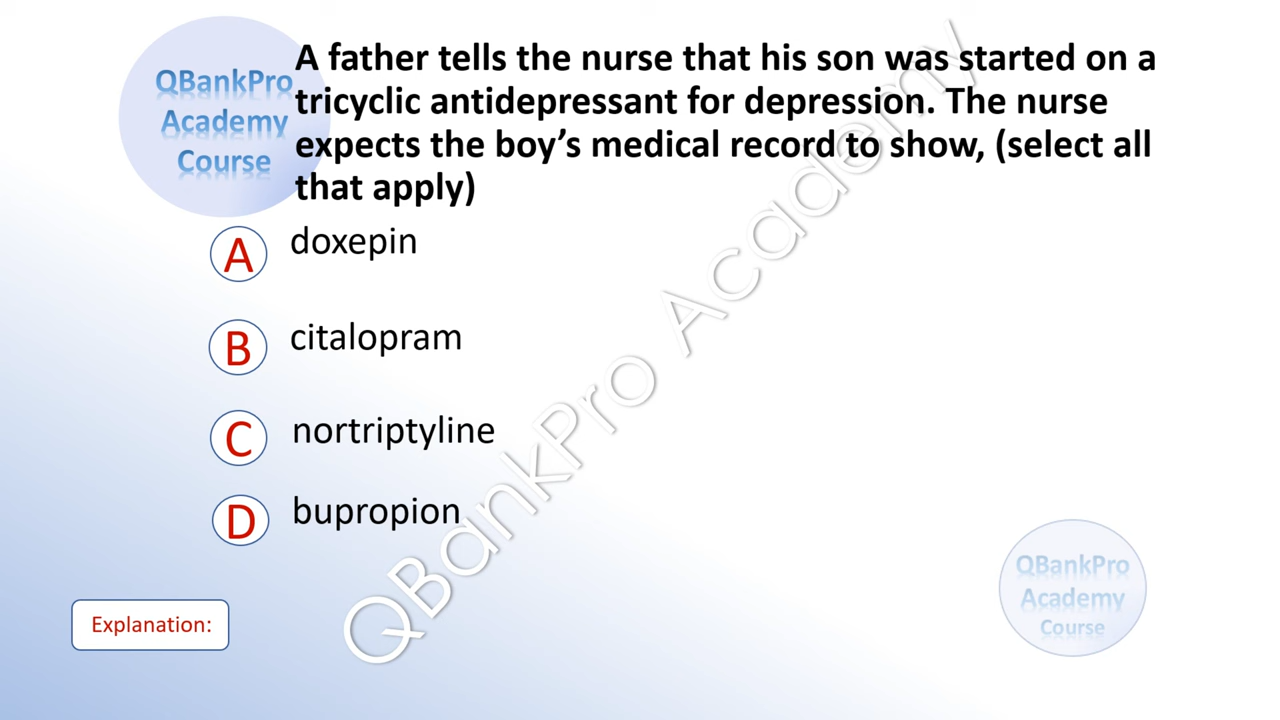 QBankPro
Academy
Course
A father tells the nurse that his son was started on a
tricyclic antidepressant for depression. The nurse
expects the boy’s medical record to show, (select all
that apply)
A doxepin
B citalopram
C nortriptyline
D bupropion
Explanation:
QBankPro Academy
QBankPro
Academy
Course